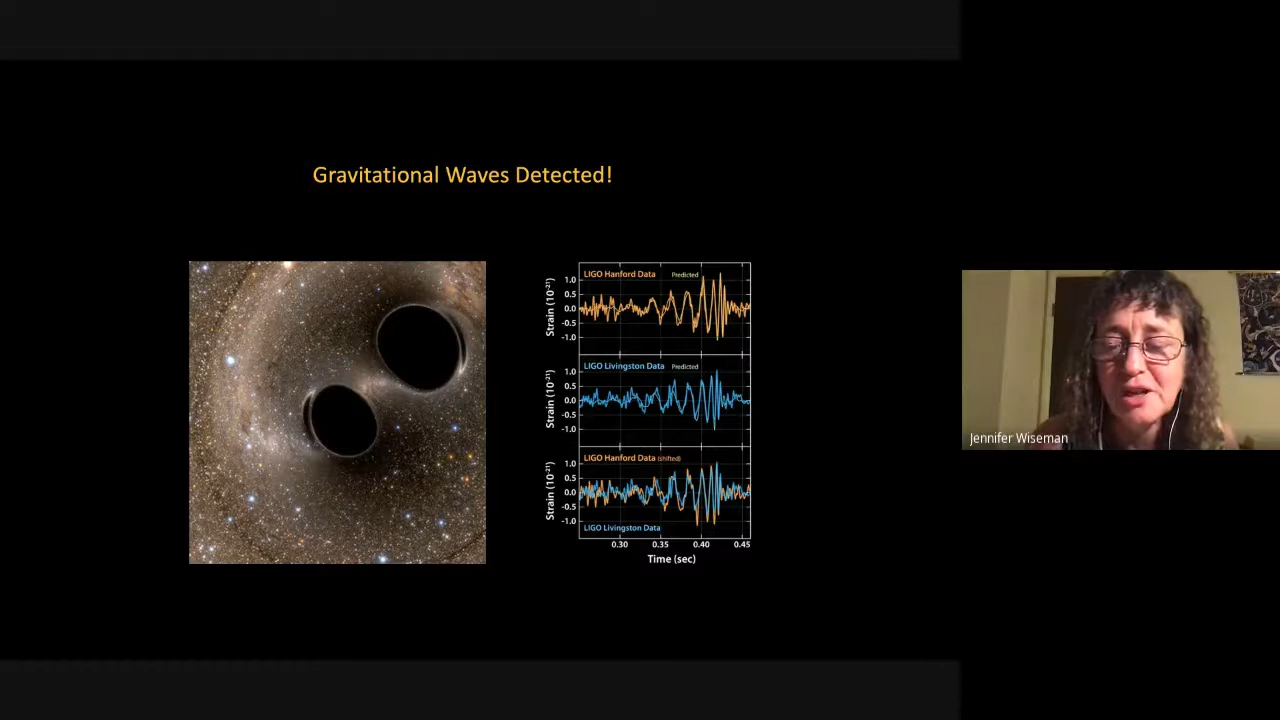 Gravitational Waves Detected!
LIGO Hanford Data Predicted
1.0
0.5
0.0
-0.5
-1.0
Strain (10⁻²¹)
LIGO Livingston Data Predicted
1.0
0.5
0.0
-0.5
-1.0
Strain (10⁻²¹)
LIGO Hanford Data (shifted)
1.0
0.5
0.0
-0.5
-1.0
Strain (10⁻²¹)
LIGO Livingston Data
0.30 0.35 0.40 0.45
Time (sec)
Jennifer Wiseman